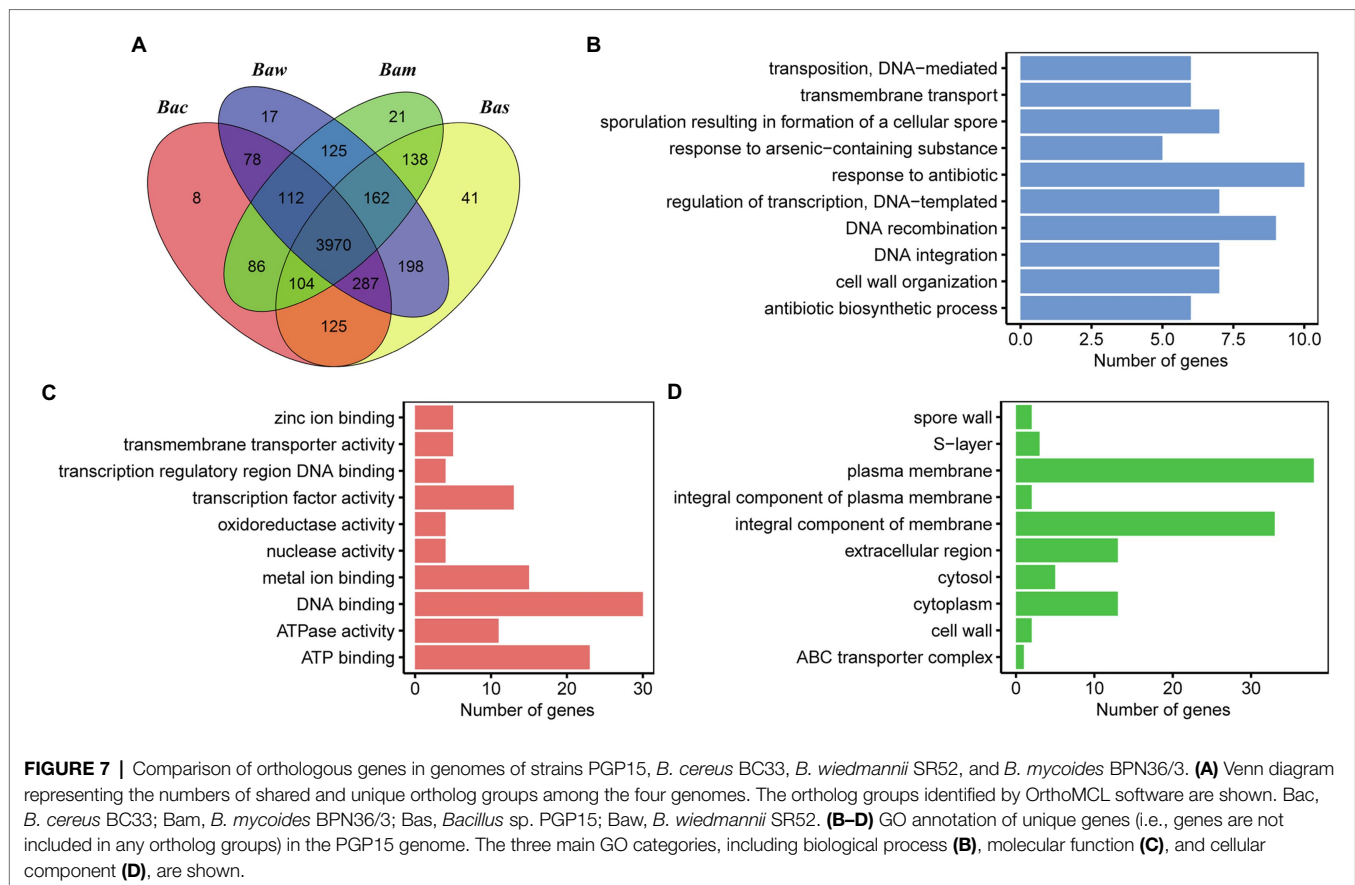 A
Bac
Baw
Bam
Bas
8
17
21
41
78
125
138
112
162
3970
86
104
287
198
125
B
transposition, DNA−mediated
transmembrane transport
sporulation resulting in formation of a cellular spore
response to arsenic−containing substance
response to antibiotic
regulation of transcription, DNA−templated
DNA recombination
DNA integration
cell wall organization
antibiotic biosynthetic process
0.0 2.5 5.0 7.5 10.0
Number of genes
C
zinc ion binding
transmembrane transporter activity
transcription regulatory region DNA binding
transcription factor activity
oxidoreductase activity
nuclease activity
metal ion binding
DNA binding
ATPase activity
ATP binding
0 10 20 30
Number of genes
D
spore wall
S−layer
plasma membrane
integral component of plasma membrane
integral component of membrane
extracellular region
cytosol
cytoplasm
cell wall
ABC transporter complex
0 10 20 30
Number of genes
FIGURE 7 | Comparison of orthologous genes in genomes of strains PGP15, B. cereus BC33, B. wiedmannii SR52, and B. mycoides BPN36/3. (A) Venn diagram
representing the numbers of shared and unique ortholog groups among the four genomes. The ortholog groups identified by OrthoMCL software are shown. Bac,
B. cereus BC33; Bam, B. mycoides BPN36/3; Bas, Bacillus sp. PGP15; Baw, B. wiedmannii SR52. (B–D) GO annotation of unique genes (i.e., genes are not
included in any ortholog groups) in the PGP15 genome. The three main GO categories, including biological process (B), molecular function (C), and cellular
component (D), are shown.